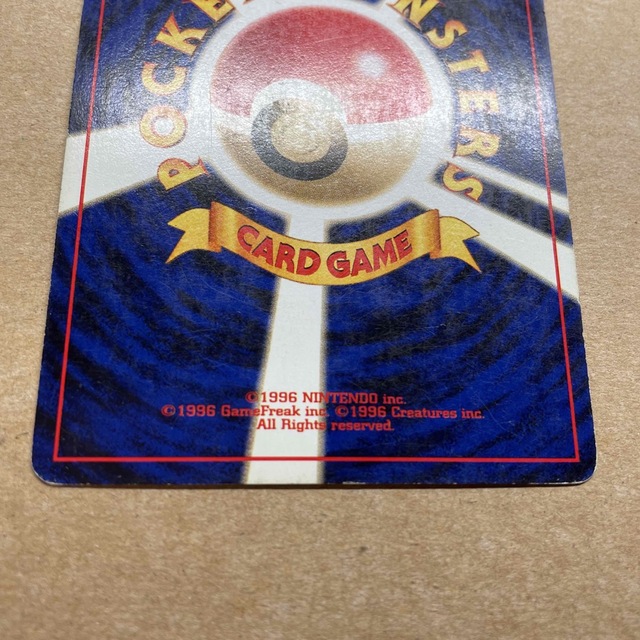 POCKE
NSTERS
CARD GAME
©1996 NINTENDO inc.
©1996 GameFreak inc. ©1996 Creatures inc.
All Rights reserved.